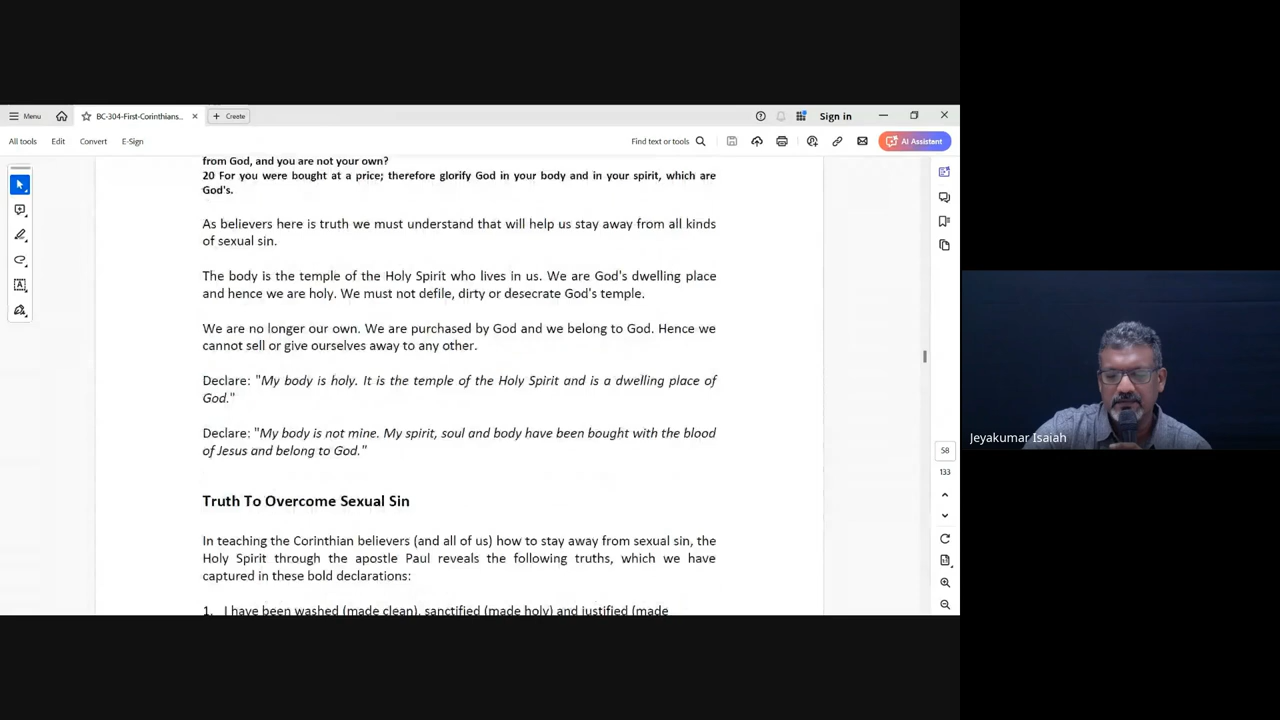 Menu
BC-304-First-Corinthians...
Create
Sign in
All tools
Edit
Convert
E-Sign
Find text or tools
AI Assistant
from God, and you are not your own?
20 For you were bought at a price; therefore glorify God in your body and in your spirit, which are
God's.
As believers here is truth we must understand that will help us stay away from all kinds
of sexual sin.
The body is the temple of the Holy Spirit who lives in us. We are God's dwelling place
and hence we are holy. We must not defile, dirty or desecrate God's temple.
We are no longer our own. We are purchased by God and we belong to God. Hence we
cannot sell or give ourselves away to any other.
Declare: "My body is holy. It is the temple of the Holy Spirit and is a dwelling place of
God."
Declare: "My body is not mine. My spirit, soul and body have been bought with the blood
of Jesus and belong to God."
Truth To Overcome Sexual Sin
In teaching the Corinthian believers (and all of us) how to stay away from sexual sin, the
Holy Spirit through the apostle Paul reveals the following truths, which we have
captured in these bold declarations:
1. I have been washed (made clean), sanctified (made holy) and justified (made
58
133
Jeyakumar Isaiah